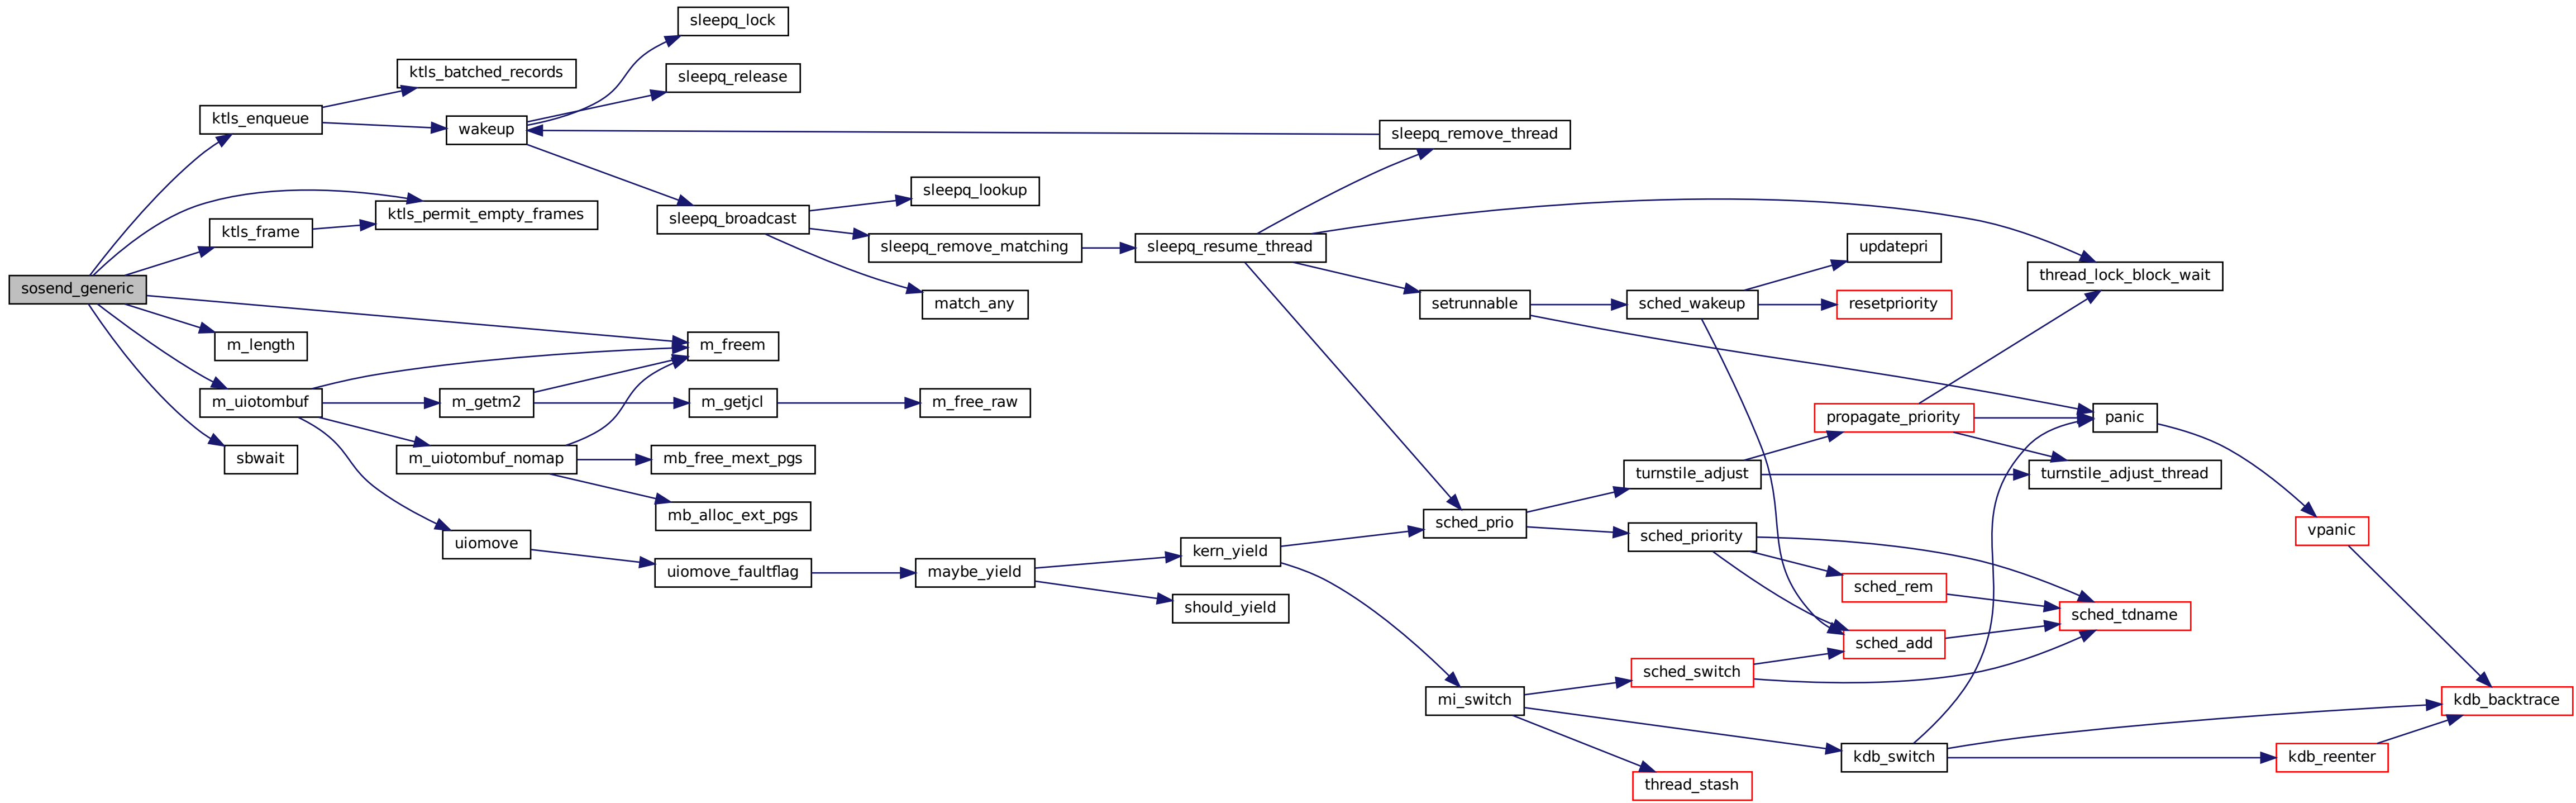 sleepq_lock
ktls_batched_records
sleepq_release
ktls_enqueue
wakeup
sleepq_remove_thread
sleepq_lookup
ktls_permit_empty_frames
sleepq_broadcast
ktls_frame
sleepq_remove_matching
sleepq_resume_thread
updatepri
thread_lock_block_wait
sosend_generic
match_any
setrunnable
sched_wakeup
resetpriority
m_length
m_freem
m_uiotombuf
m_getm2
m_getjcl
m_free_raw
propagate_priority
panic
sbwait
m_uiotombuf_nomap
mb_free_mext_pgs
turnstile_adjust
turnstile_adjust_thread
mb_alloc_ext_pgs
sched_prio
vpanic
uiomove
kern_yield
sched_priority
uiomove_faultflag
maybe_yield
sched_rem
should_yield
sched_tdname
sched_add
sched_switch
mi_switch
kdb_backtrace
kdb_switch
kdb_reenter
thread_stash